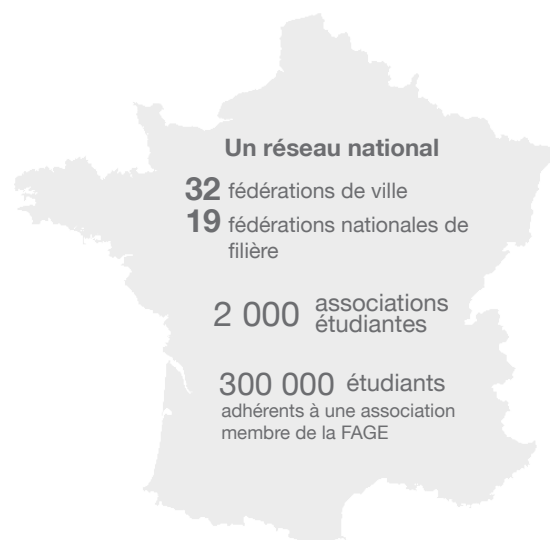 Un réseau national
32 fédérations de ville
19 fédérations nationales de
filière
2 000 associations
étudiantes
300 000 étudiants
adhérents à une association
membre de la FAGE